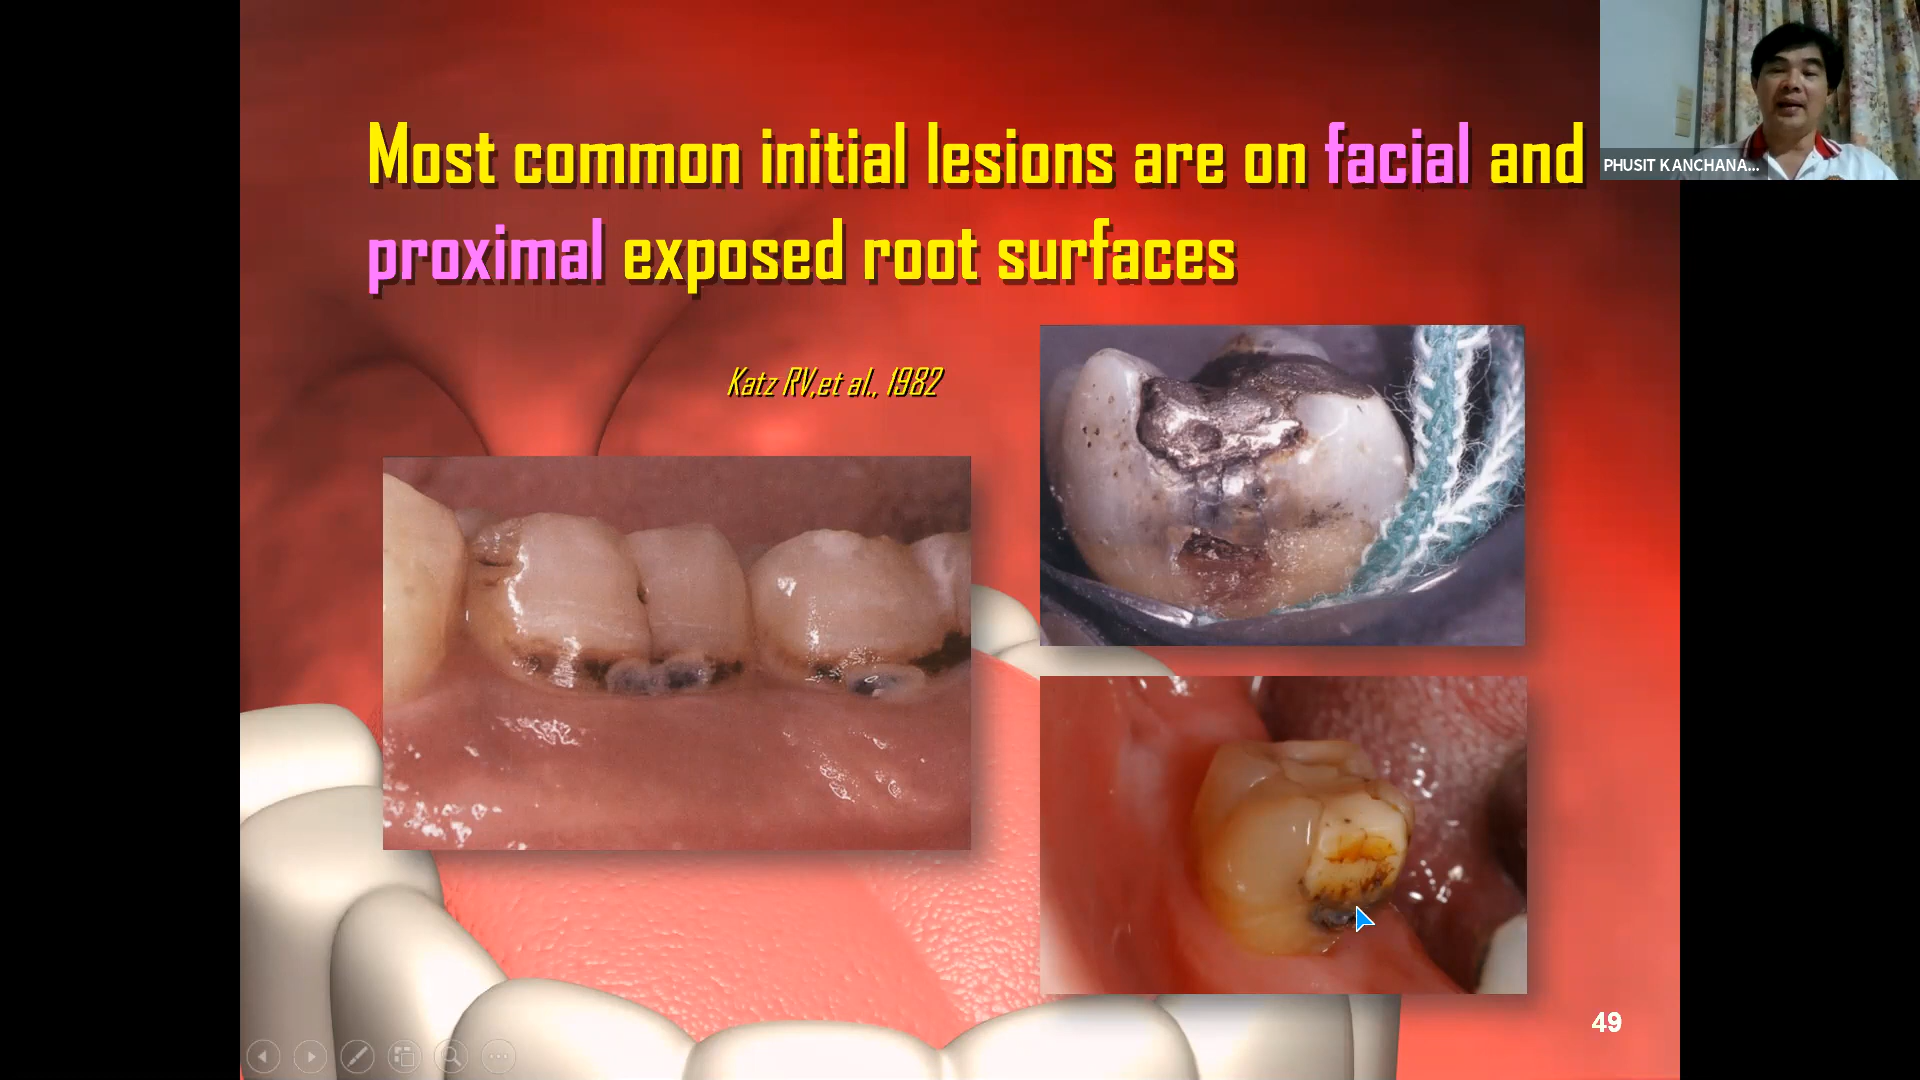 Most common initial lesions are on facial and
proximal exposed root surfaces
Katz RV,et al., 1982
PHUSIT KANCHANA...
49